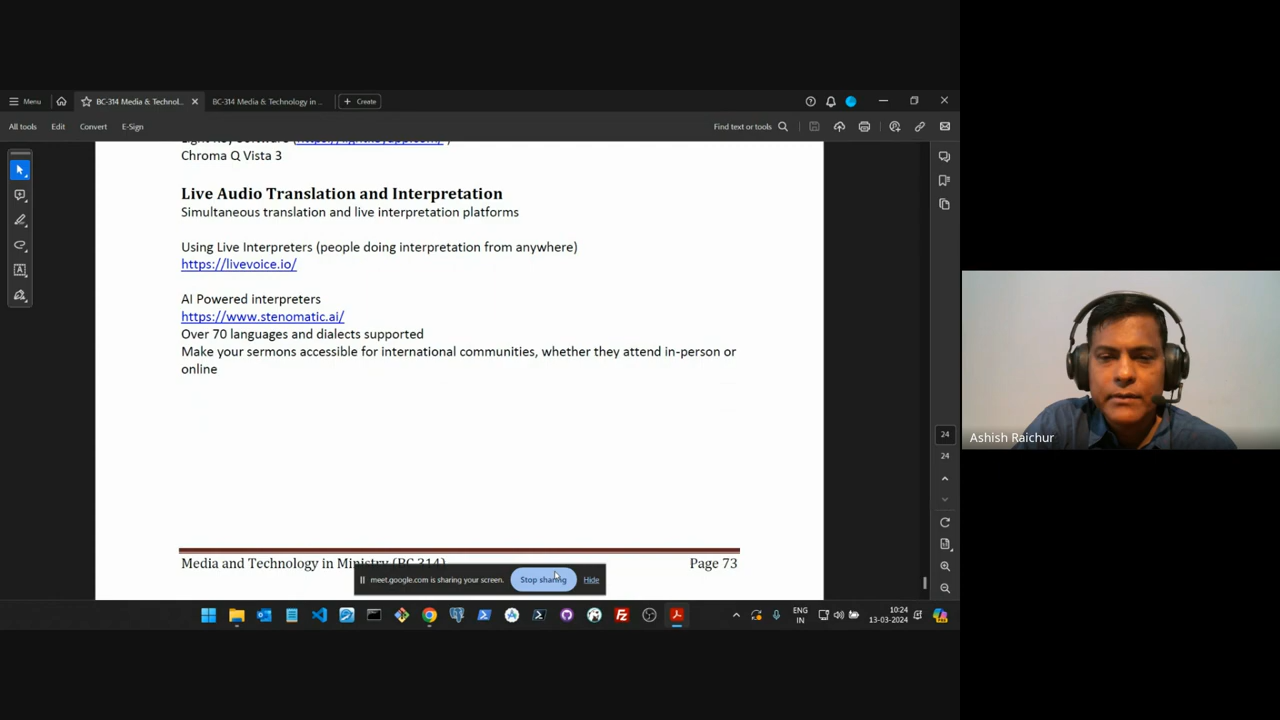 Menu
BC-314 Media & Technol...
BC-314 Media & Technology in ...
Create
All tools
Edit
Convert
E-Sign
Find text or tools
Chroma Q Vista 3
Live Audio Translation and Interpretation
Simultaneous translation and live interpretation platforms
Using Live Interpreters (people doing interpretation from anywhere)
https://livevoice.io/
AI Powered interpreters
https://www.stenomatic.ai/
Over 70 languages and dialects supported
Make your sermons accessible for international communities, whether they attend in-person or
online
Ashish Raichur
24
24
Media and Technology in Ministry (BC 314)
Page 73
meet.google.com is sharing your screen.
Stop sharing
Hide
ENG
IN
10:24
13-03-2024